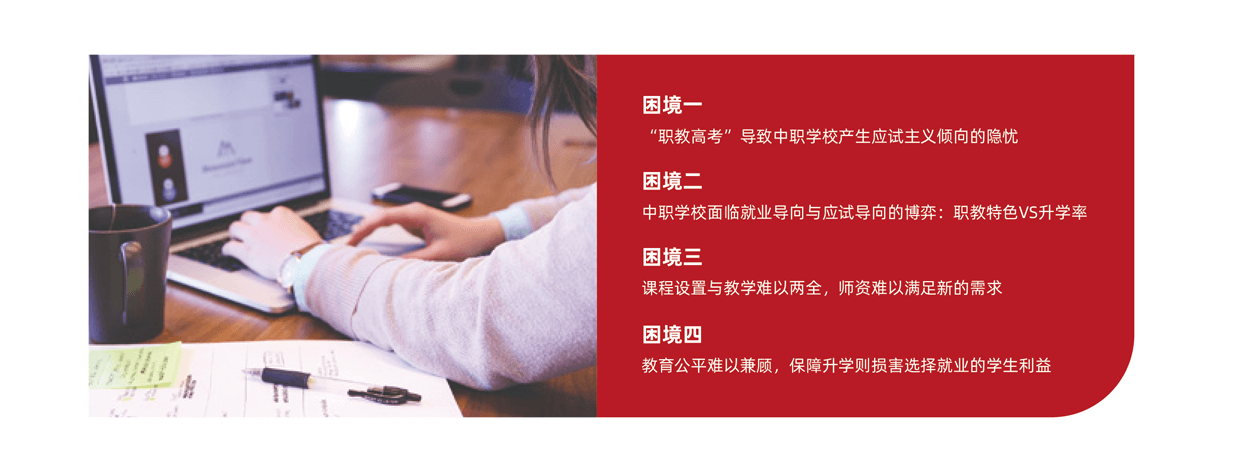 困境一
“职教高考”导致中职学校产生应试主义倾向的隐忧
困境二
中职学校面临就业导向与应试导向的博弈：职教特色VS升学率
困境三
课程设置与教学难以两全，师资难以满足新的需求
困境四
教育公平难以兼顾，保障升学则损害选择就业的学生利益